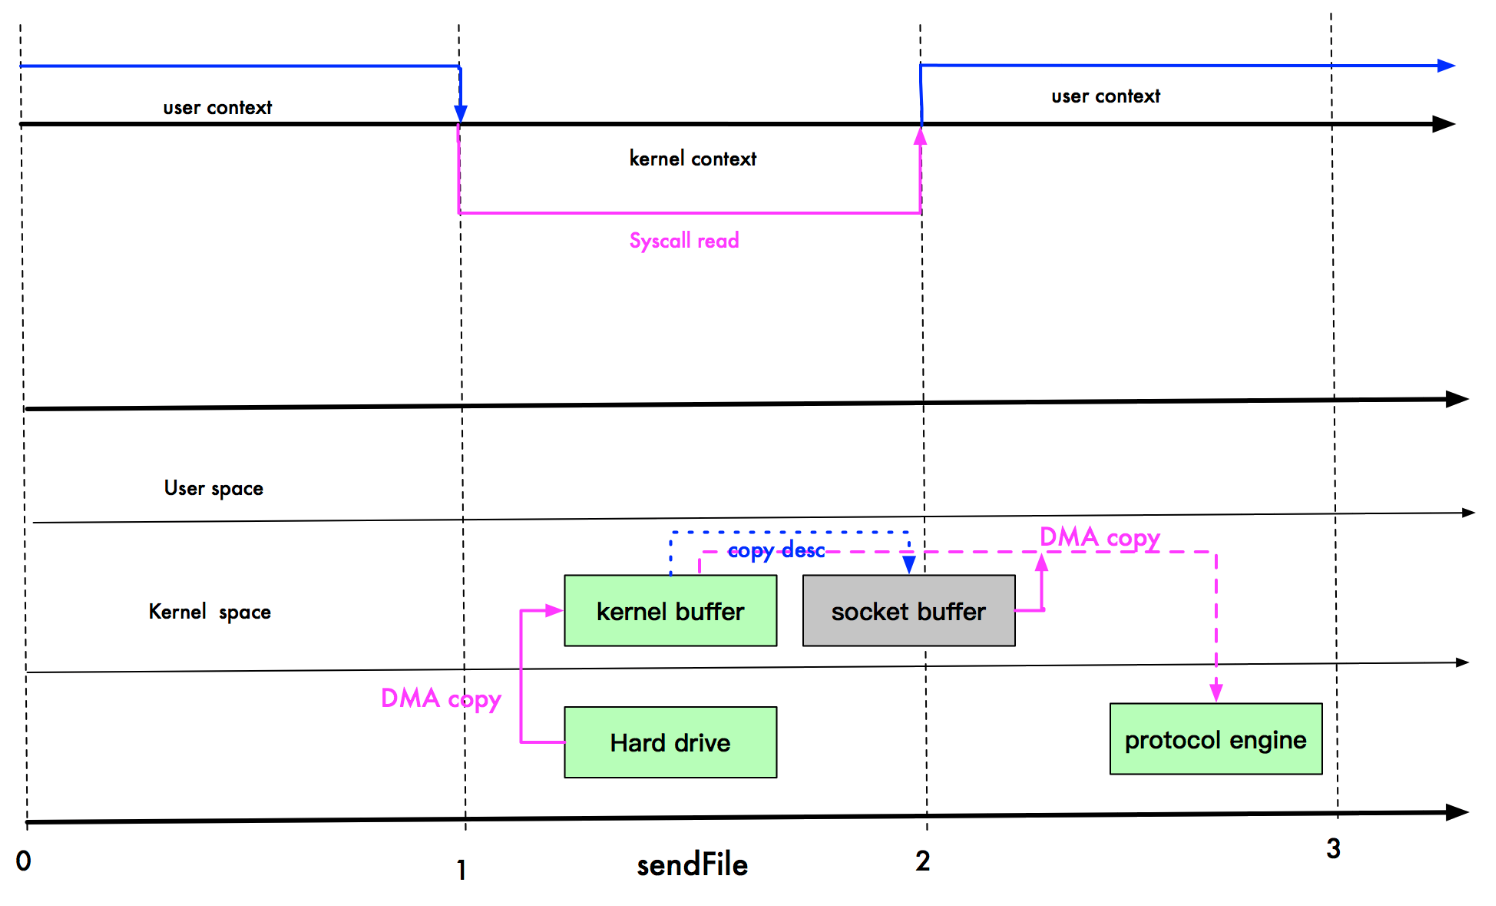 user context
user context
kernel context
Syscall read
User space
DMA copy
copy desc
Kernel  space
kernel buffer
socket buffer
DMA copy
Hard drive
protocol engine
0
1
sendFile
2
3